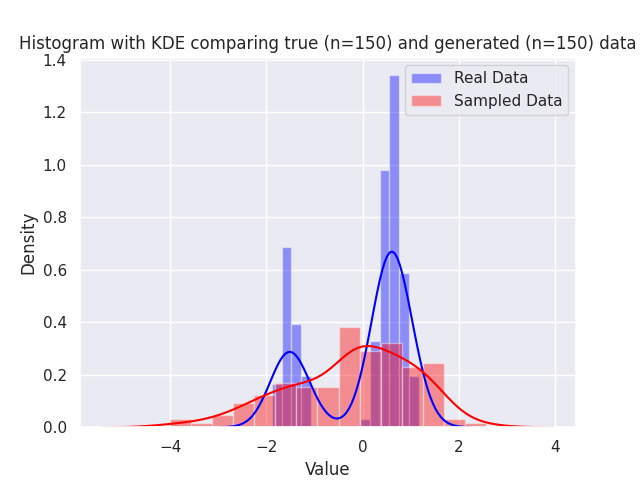 Histogram with KDE comparing true (n=150) and generated (n=150) data
Real Data
Sampled Data
Density
1.4
1.2
1.0
0.8
0.6
0.4
0.2
0.0
−4 −2 0 2 4
Value